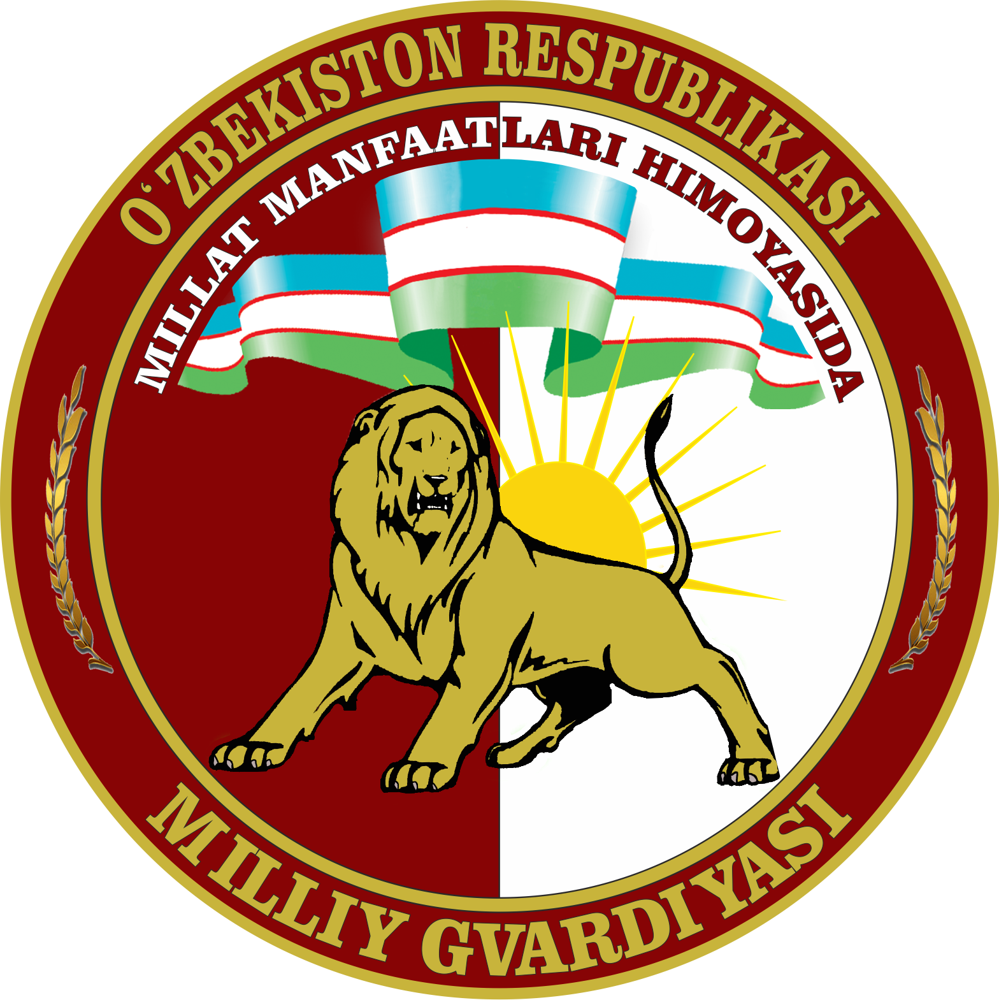 O‘ZBEKISTON RESPUBLIKASI
MILLAT MANFAATLARI HIMOYASIDA
MILLIY GVARDIYASI